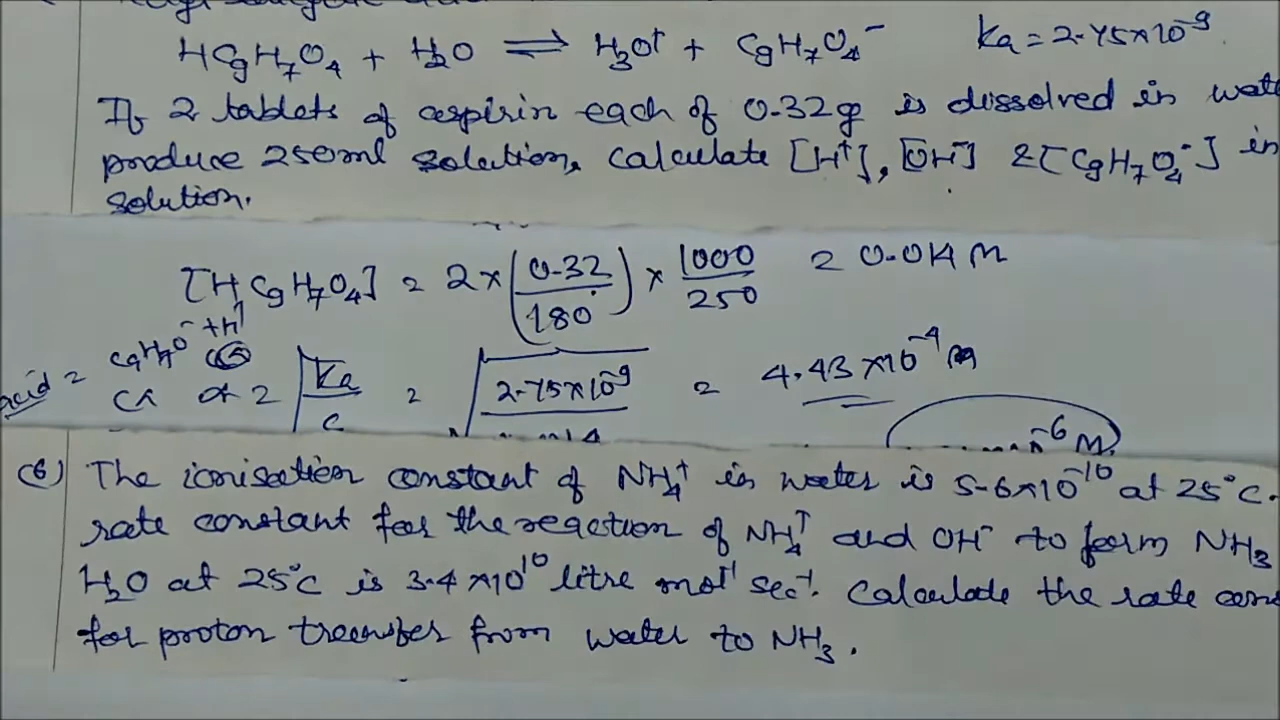 HC9H7O4 + H2O ⇌ H3O+ + C9H7O4- Ka = 2.75×10-9
If 2 tablets of aspirin each of 0.32g is dissolved in wate
produce 250ml solution, calculate [H+], [OH-] & [C9H7O4-] in
solution.
[H C9H7O4] = 2 × (0.32/180) × 1000/250 = 0.014 M
acid = Cα α = √Ka/c = √2.75×10-9 = 4.43 ×10-4 M
-6 M.
(6) The ionisation constant of NH4+ in water is 5.6×10-10 at 25°C.
rate constant for the reaction of NH4+ and OH- to form NH3
H2O at 25°C is 3.4 ×1010 litre mol-1 sec-1. Calculate the rate cons
for proton transfer from water to NH3.